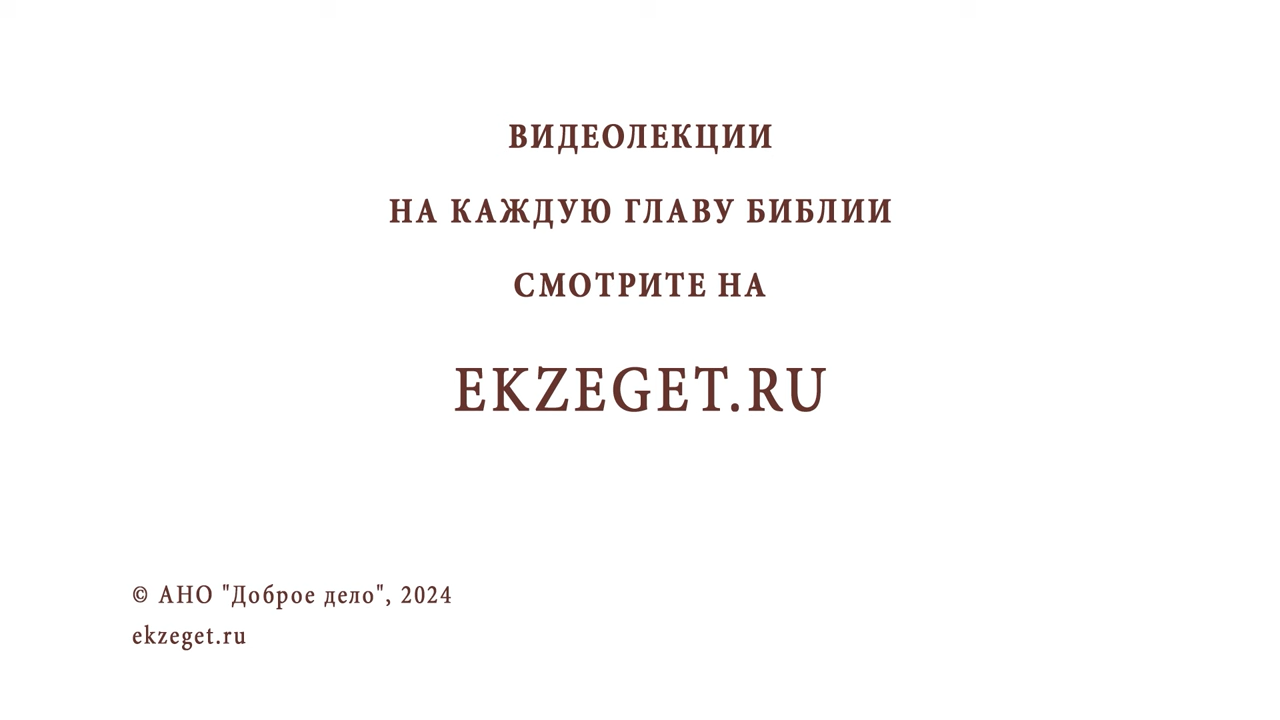 ВИДЕОЛЕКЦИИ
НА КАЖДУЮ ГЛАВУ БИБЛИИ
СМОТРИТЕ НА
EKZEGET.RU
© АНО "Доброе дело", 2024
ekzeget.ru